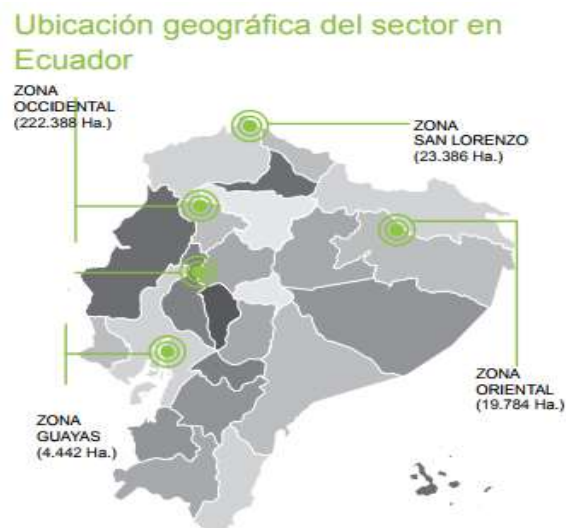 Ubicación geográfica del sector en
Ecuador
ZONA
OCCIDENTAL
(222.388 Ha.)
ZONA
SAN LORENZO
(23.386 Ha.)
ZONA
ORIENTAL
(19.784 Ha.)
ZONA
GUAYAS
(4.442 Ha.)